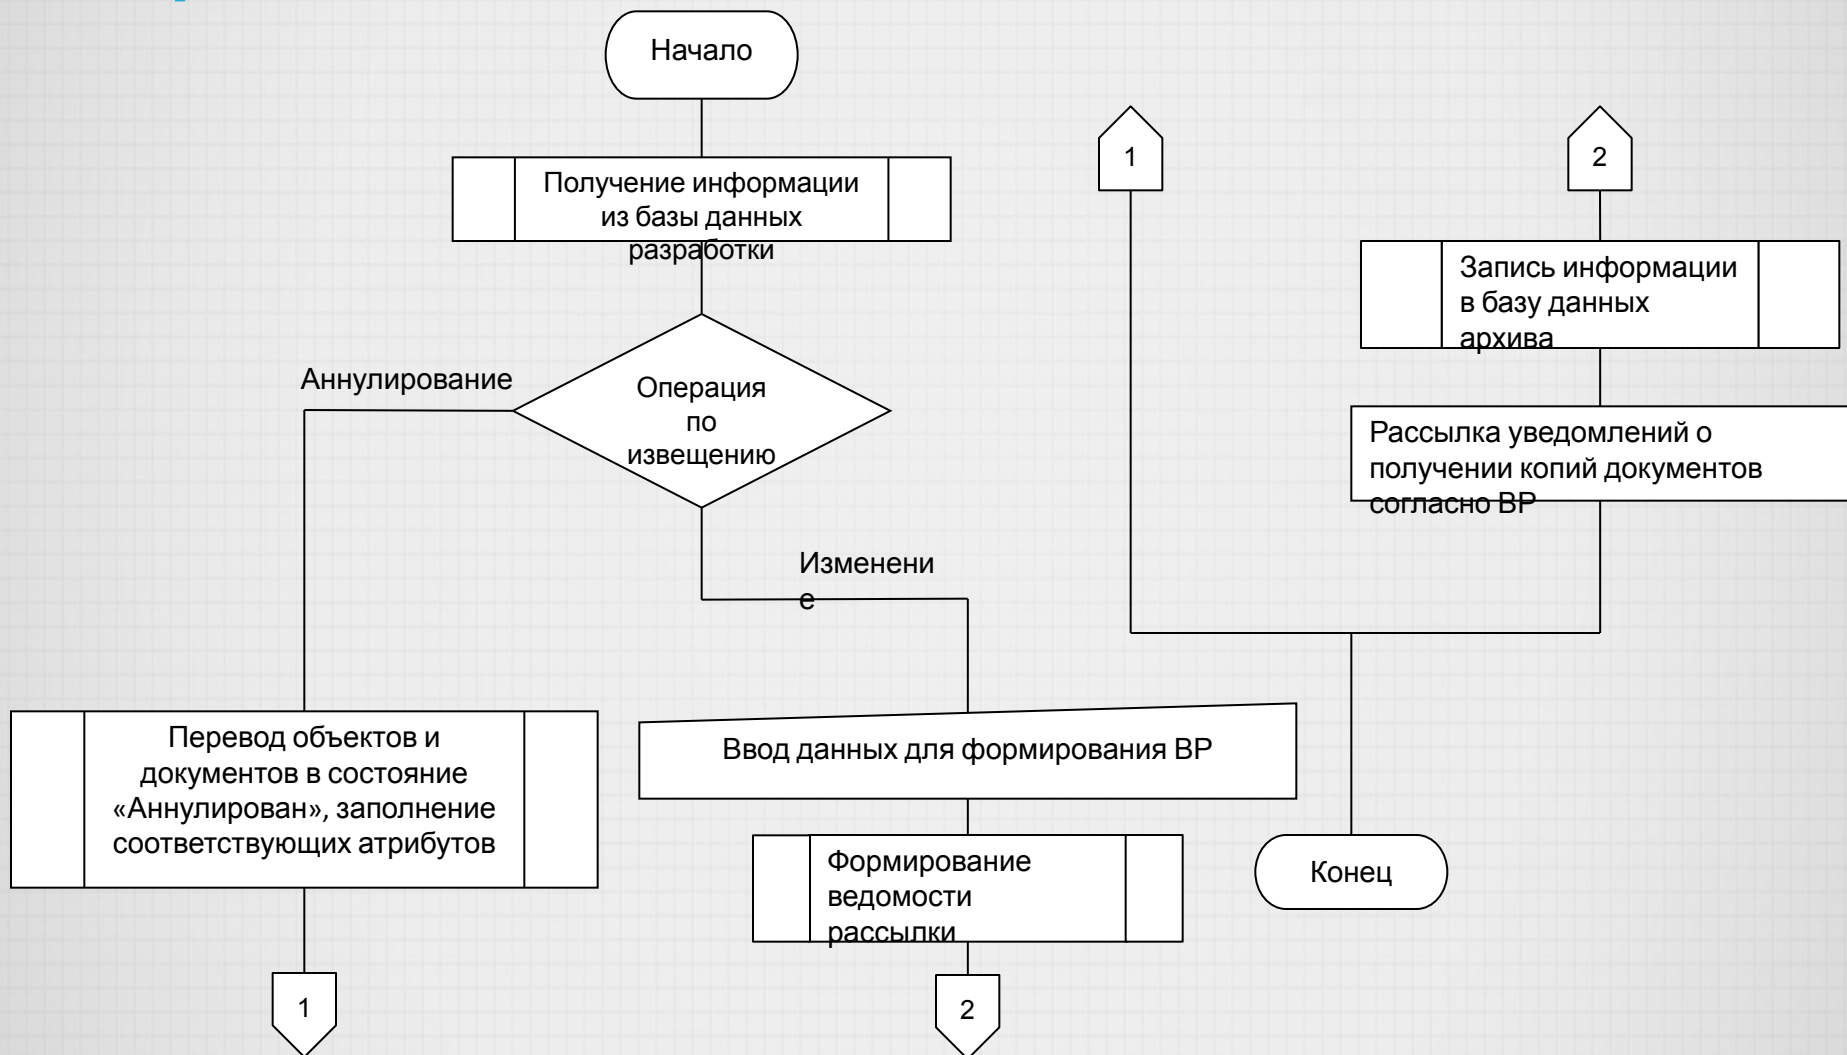 Начало
Получение информации
из базы данных
разработки
Аннулирование
Операция
по
извещению
Изменени
е
Перевод объектов и
документов в состояние
«Аннулирован», заполнение
соответствующих атрибутов
1
Ввод данных для формирования ВР
Формирование
ведомости
рассылки
2
1
2
Запись информации
в базу данных
архива
Рассылка уведомлений о
получении копий документов
согласно ВР
Конец